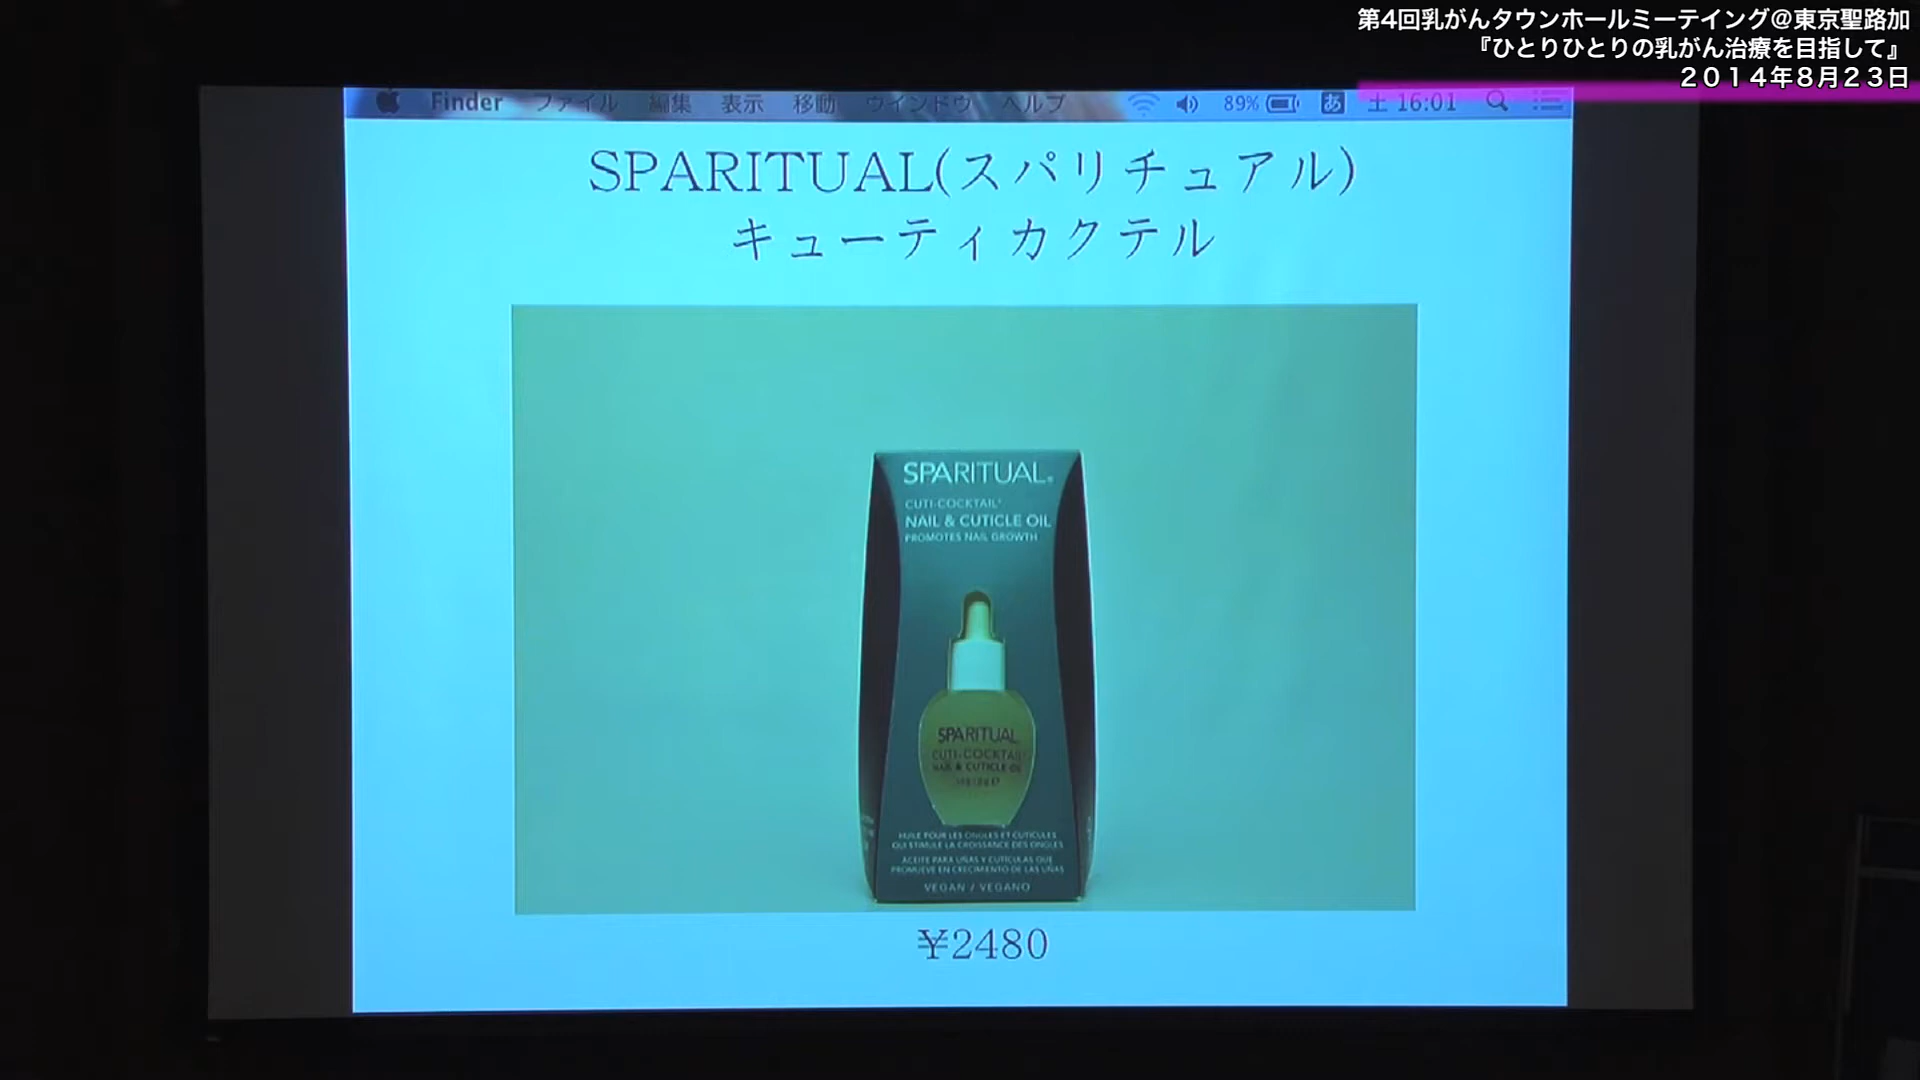 第4回乳がんタウンホールミーテイング@東京聖路加
『ひとりひとりの乳がん治療を目指して』
２０１４年８月２３日
Finder ファイル 編集 表示 移動 ウインドウ ヘルプ 89% あ 土 16:01
SPARITUAL(スパリチュアル)
キューティカクテル
SPARITUAL
CUTI-COCKTAIL
NAIL & CUTICLE OIL
PROMOTES NAIL GROWTH
SPARITUAL
CUTI-COCKTAIL
NAIL & CUTICLE OIL
HUILE POUR LES ONGLES ET CUTICULES
QUI STIMULE LA CROISSANCE DES ONGLES
ACEITE PARA UÑAS Y CUTÍCULAS QUE
PROMUEVE EN CRECIMIENTO DE LAS UÑAS
VEGAN / VEGANO
¥2480